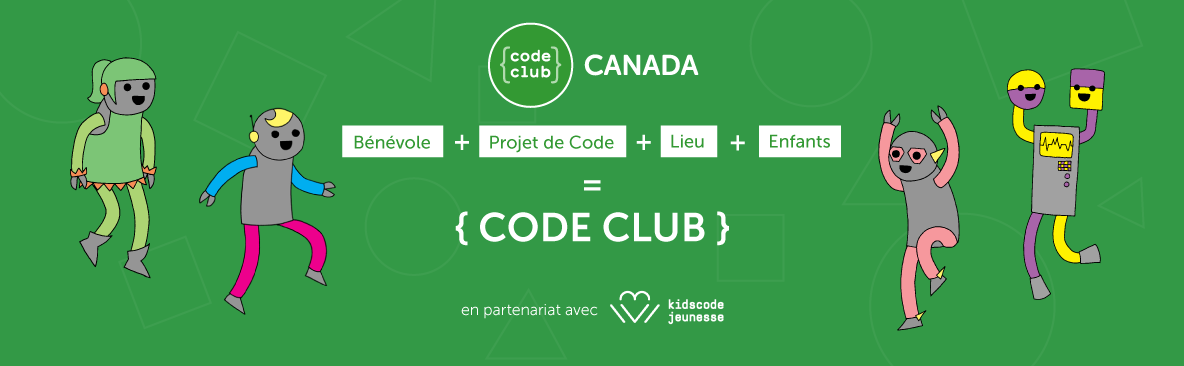 {code
club}
CANADA
Bénévole + Projet de Code + Lieu + Enfants
=
{ CODE CLUB }
en partenariat avec
kidscode
jeunesse